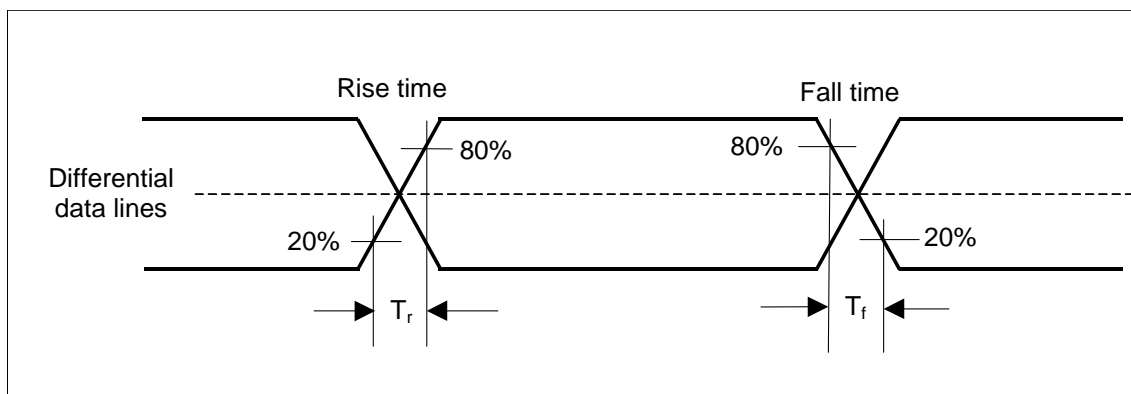 Rise time
Fall time
80%
80%
Differential
data lines
20%
20%
Tr
Tf